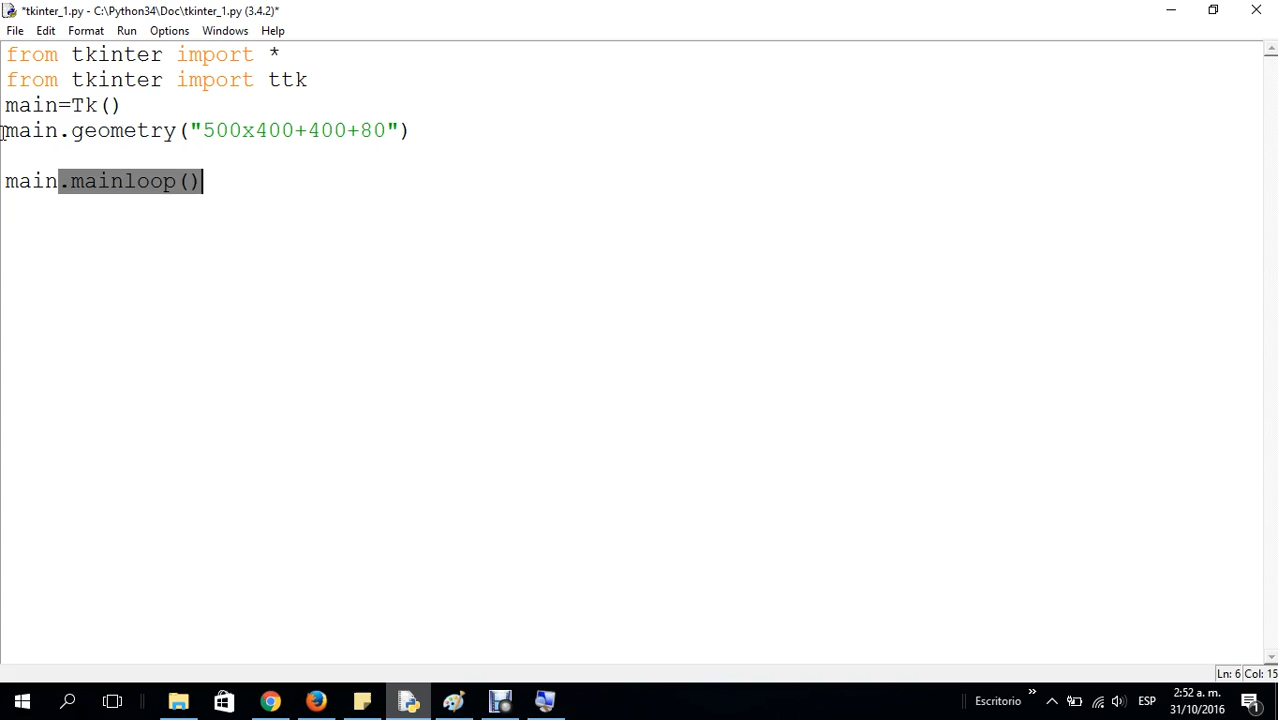 *tkinter_1.py - C:\Python34\Doc\tkinter_1.py (3.4.2)*
File Edit Format Run Options Windows Help
from tkinter import *
from tkinter import ttk
main=Tk()
main.geometry("500x400+400+80")
main.mainloop()
Ln: 6 Col: 15
Escritorio » ESP 2:52 a. m.
31/10/2016 1